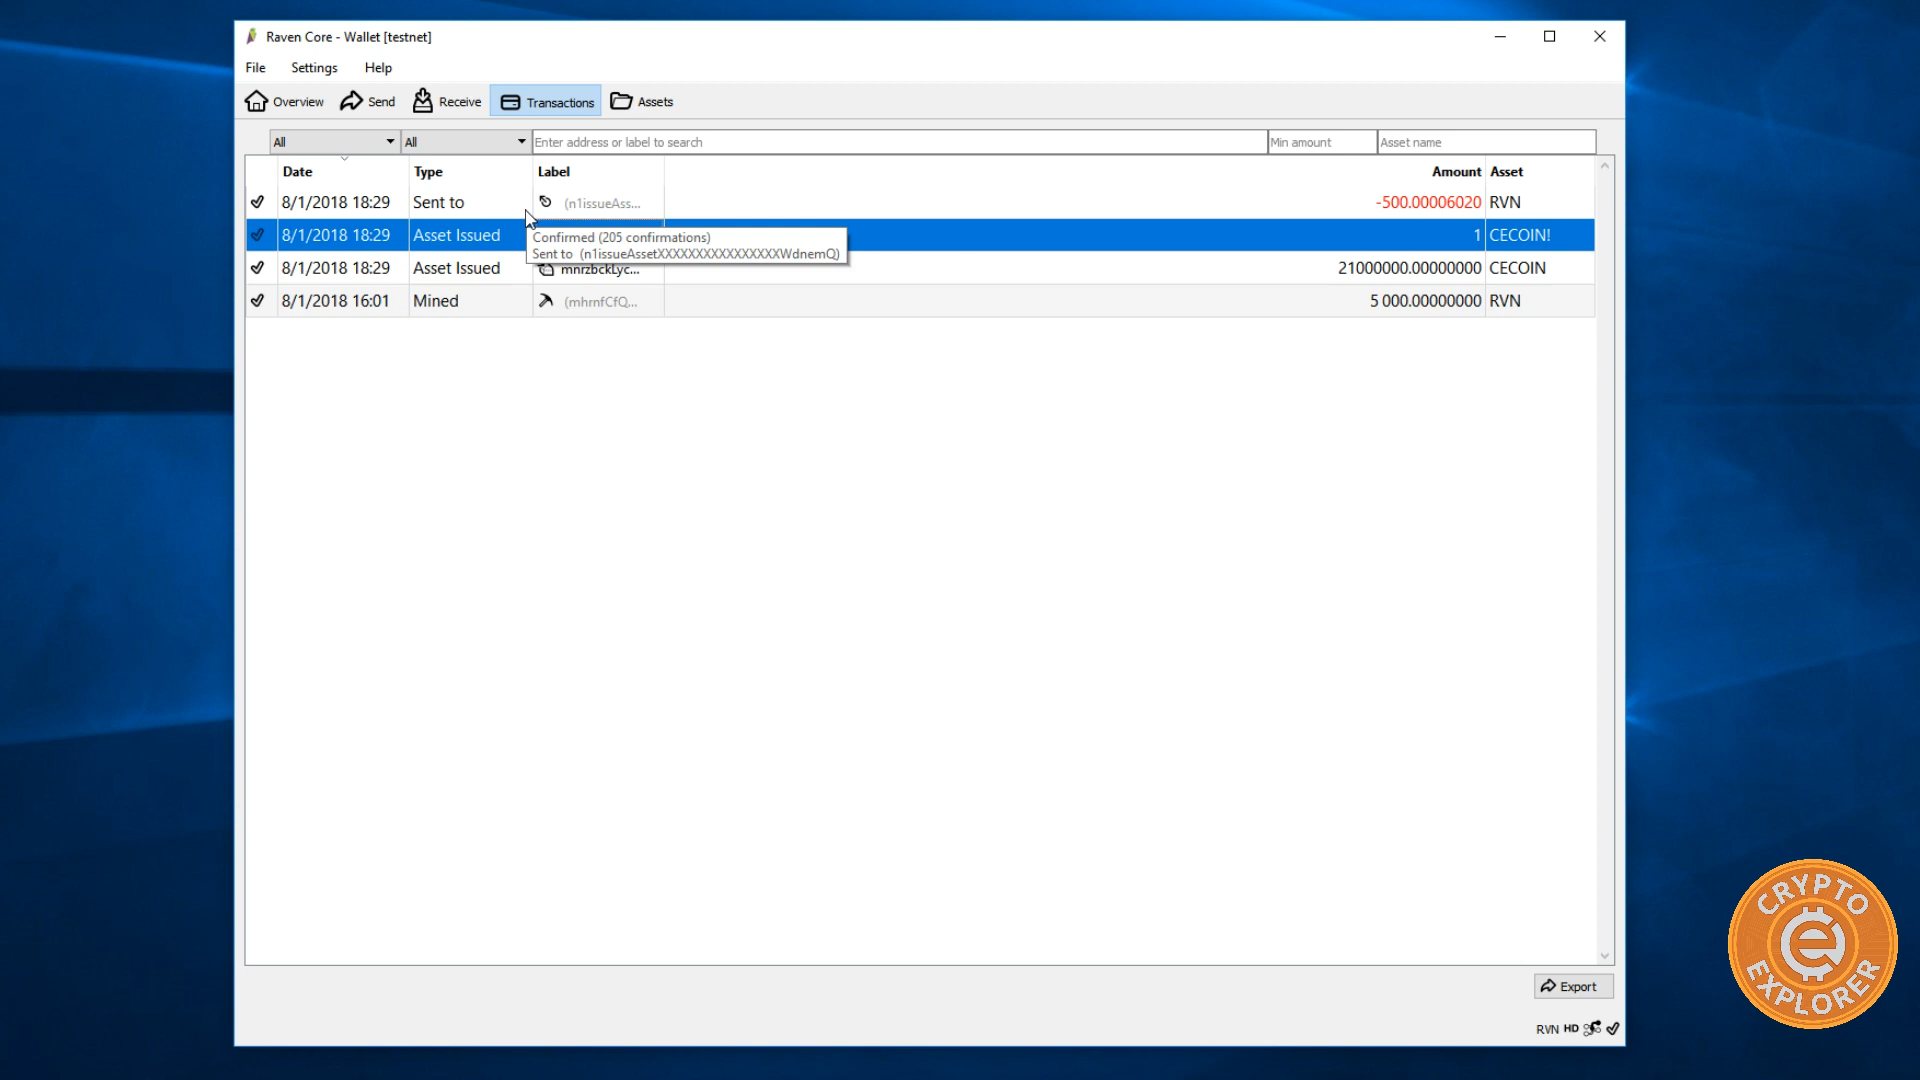 Raven Core - Wallet [testnet]
File Settings Help
Overview Send Receive Transactions Assets
All All Enter address or label to search Min amount Asset name
Date Type Label Amount Asset
8/1/2018 18:29 Sent to (n1issueAss... -500.00006020 RVN
8/1/2018 18:29 Asset Issued 1 CECOIN!
Confirmed (205 confirmations)
Sent to (n1issueAssetXXXXXXXXXXXXXXXXWdnemQ)
8/1/2018 18:29 Asset Issued mnrzbckLyc... 21000000.00000000 CECOIN
8/1/2018 16:01 Mined (mhrnfCfQ... 5 000.00000000 RVN
Export
RVN HD
CRYPTO
EXPLORER